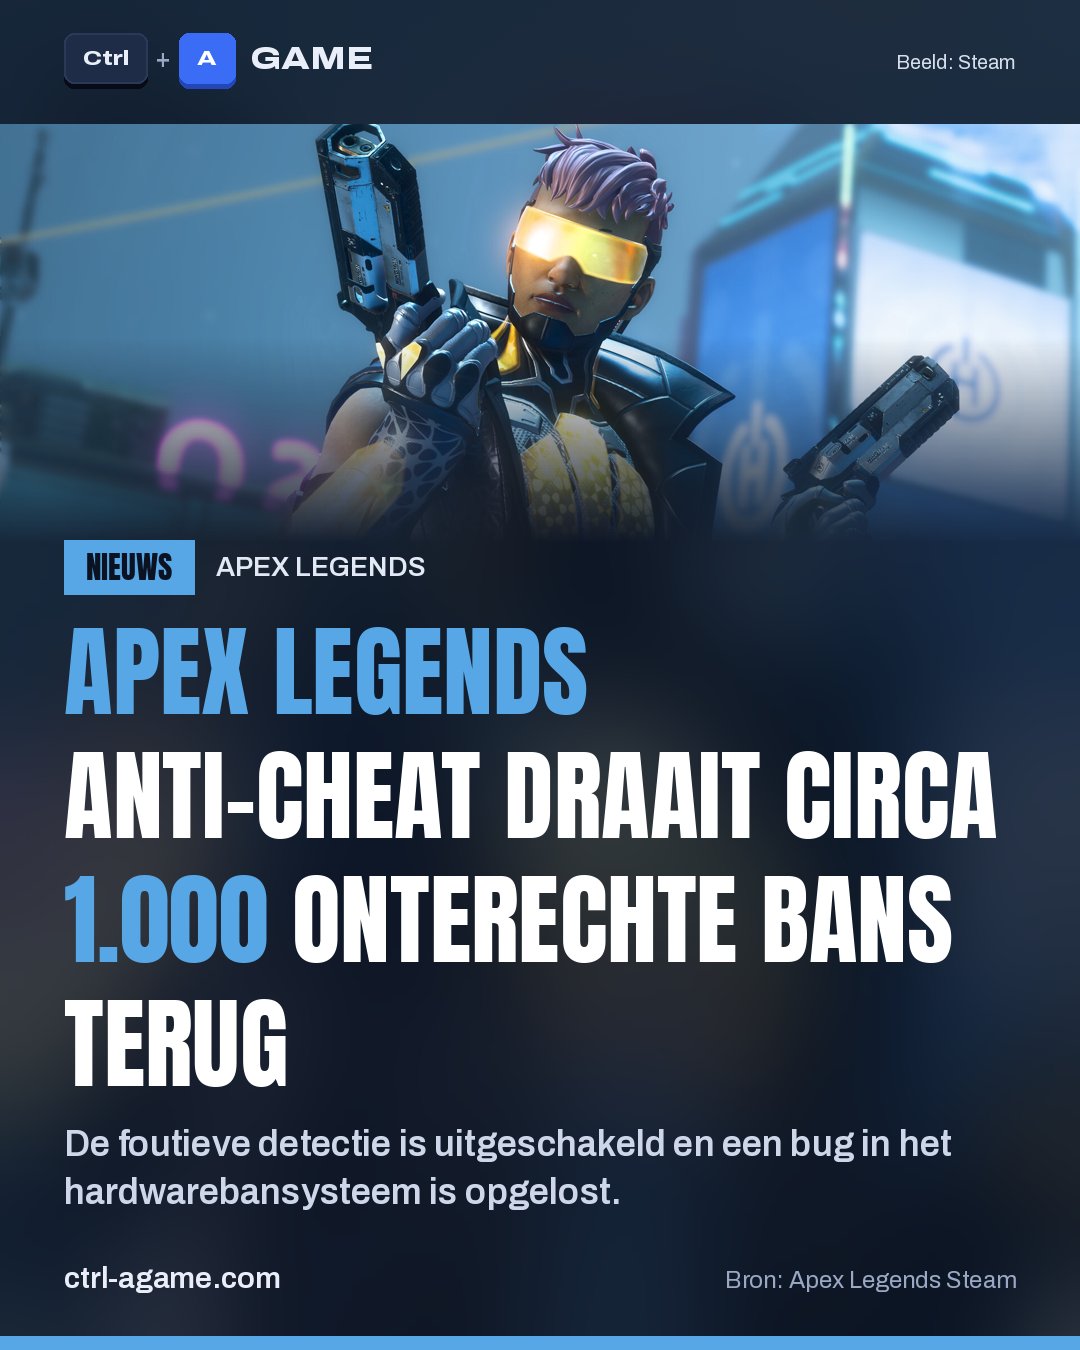 Ctrl + A GAME
Beeld: Steam
NIEUWS APEX LEGENDS
APEX LEGENDS
ANTI-CHEAT DRAAIT CIRCA
1.000 ONTERECHTE BANS
TERUG
De foutieve detectie is uitgeschakeld en een bug in het
hardwarebansysteem is opgelost.
ctrl-agame.com
Bron: Apex Legends Steam